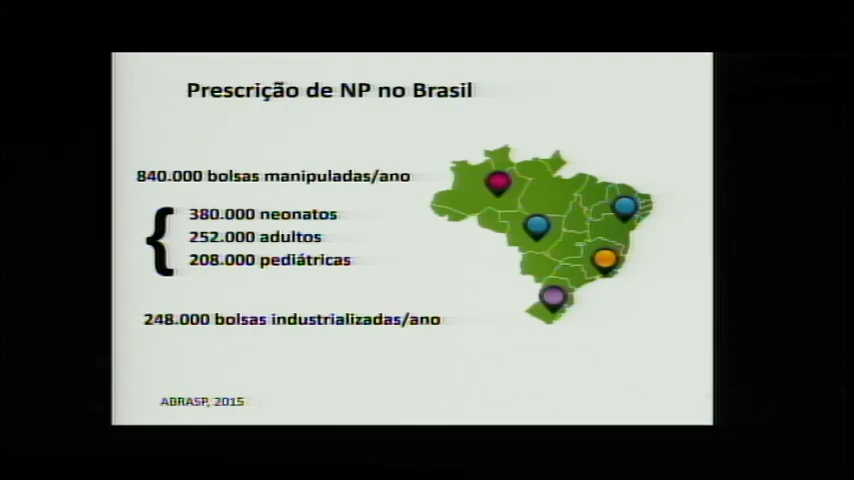 Prescrição de NP no Brasil
840.000 bolsas manipuladas/ano
380.000 neonatos
252.000 adultos
208.000 pediátricas
248.000 bolsas industrializadas/ano
ABRASP, 2015